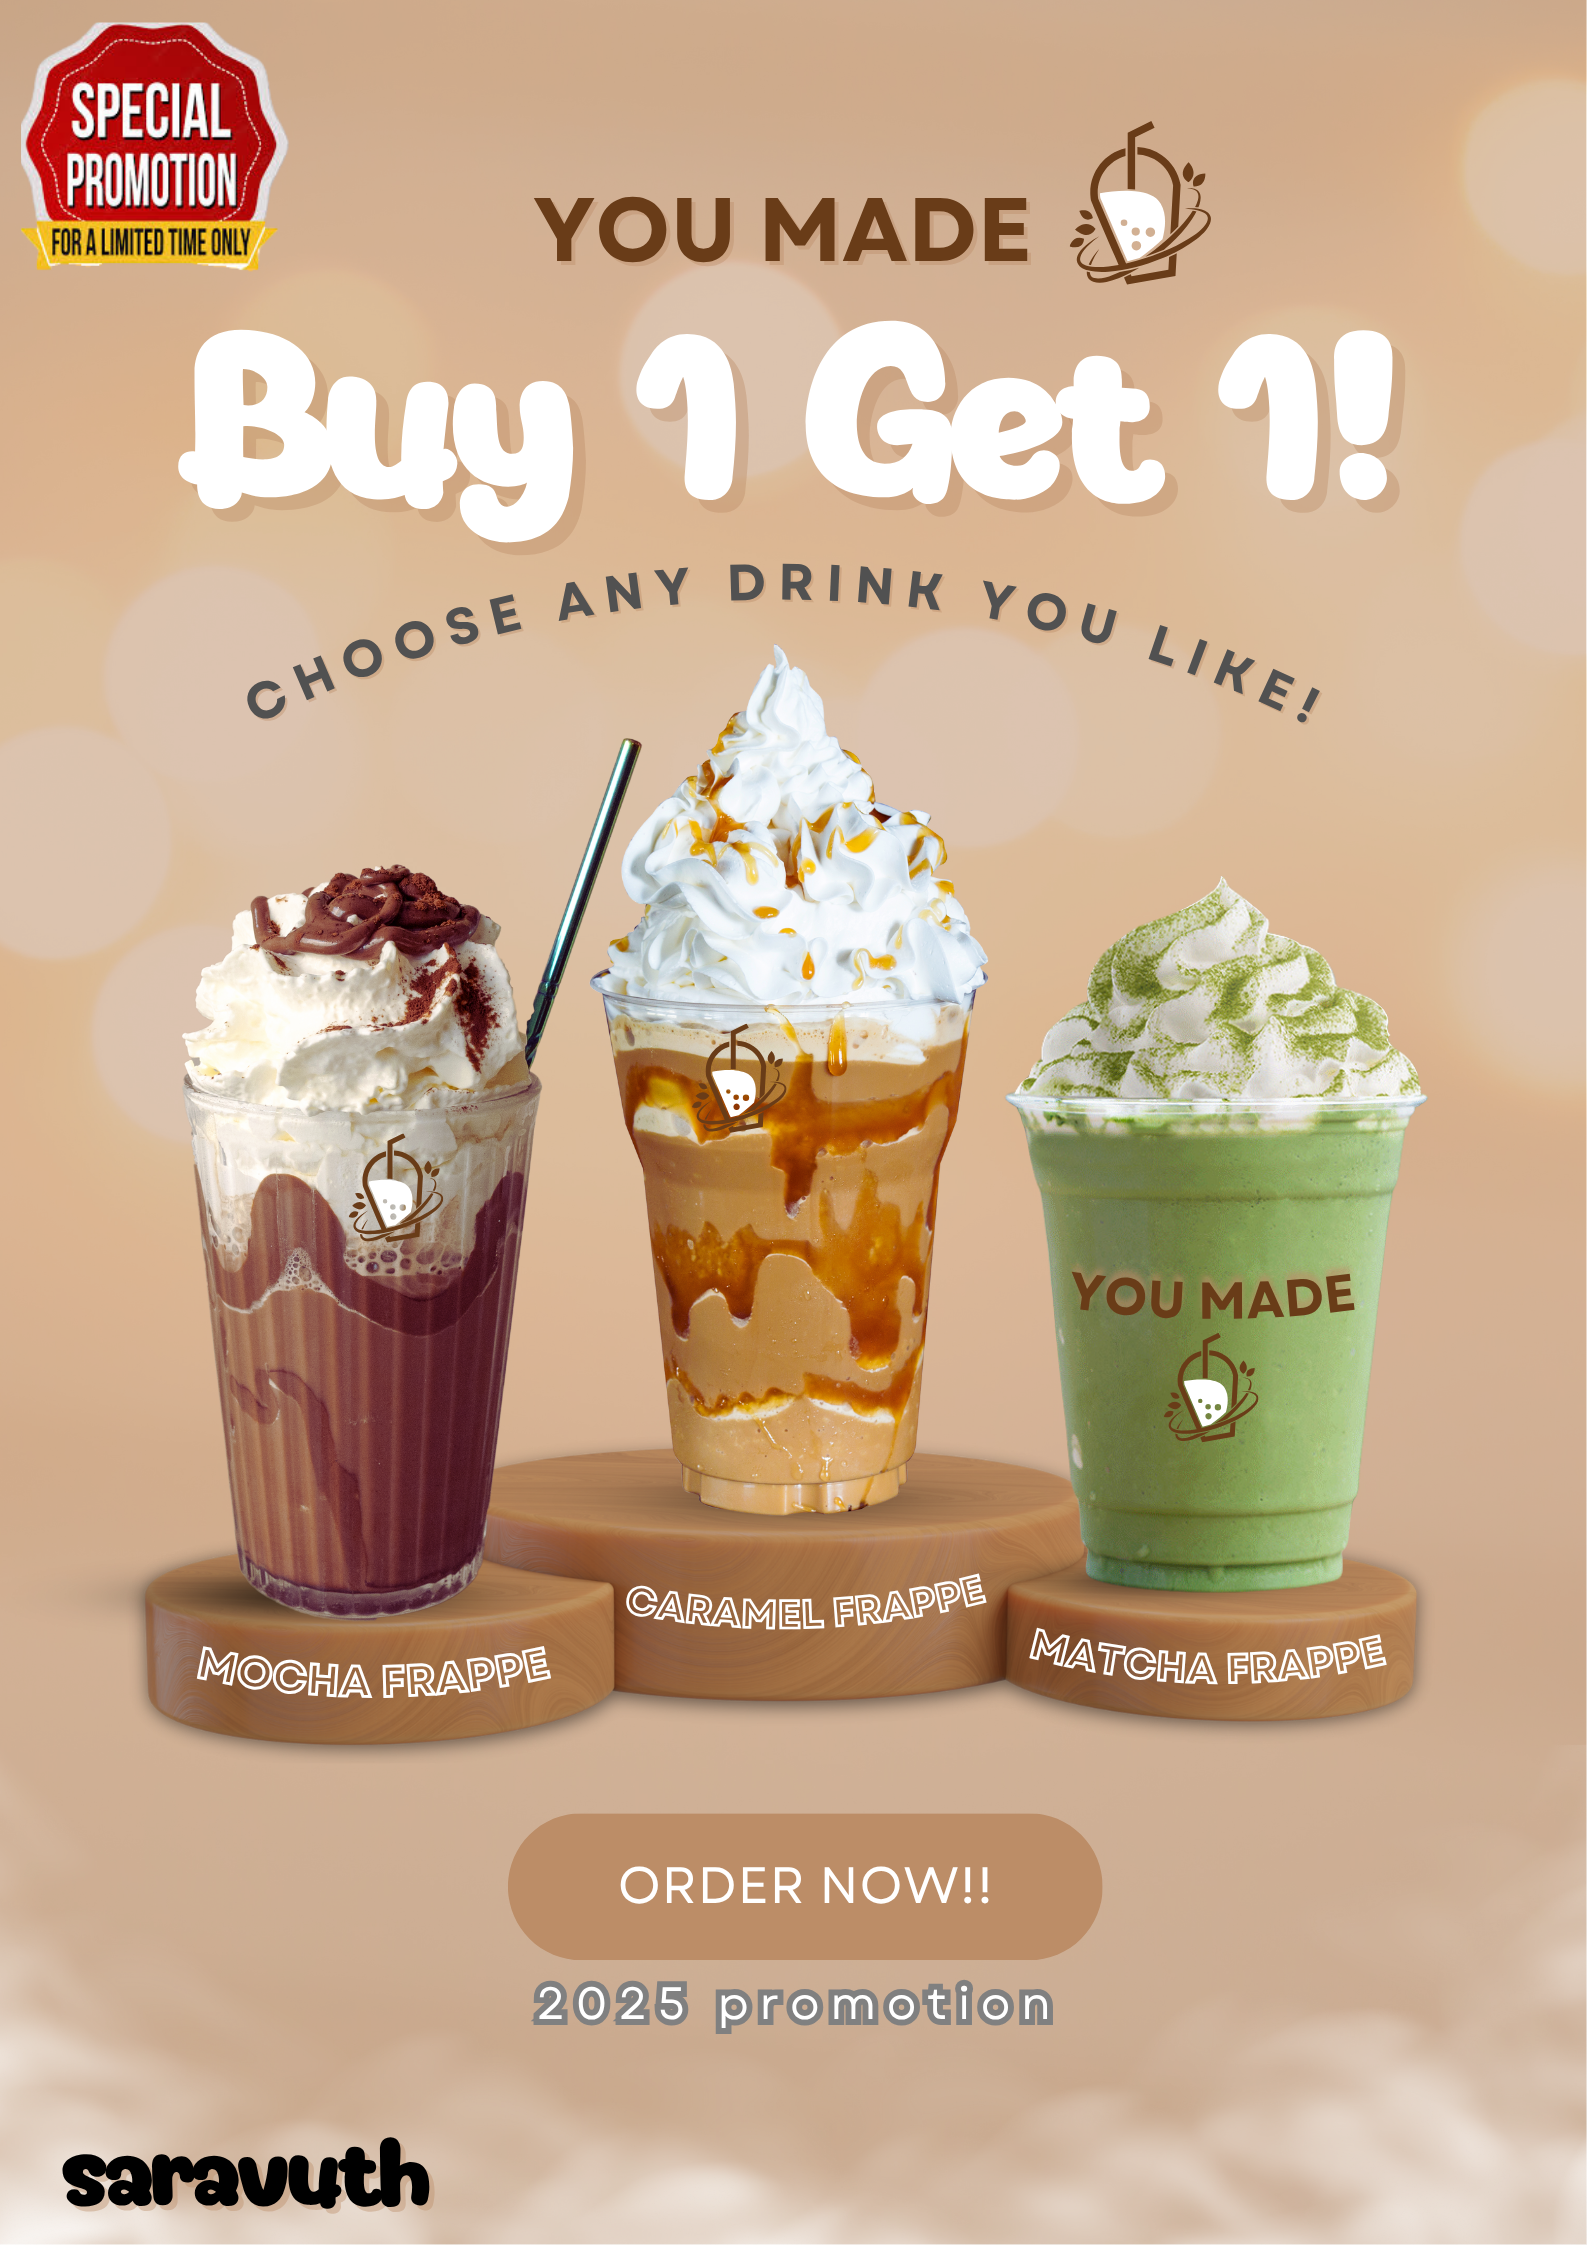 SPECIAL
PROMOTION
FOR A LIMITED TIME ONLY
YOU MADE
Buy 1 Get 1!
CHOOSE ANY DRINK YOU LIKE!
YOU MADE
CARAMEL FRAPPE
MOCHA FRAPPE
MATCHA FRAPPE
ORDER NOW!!
2025 promotion
saravuth